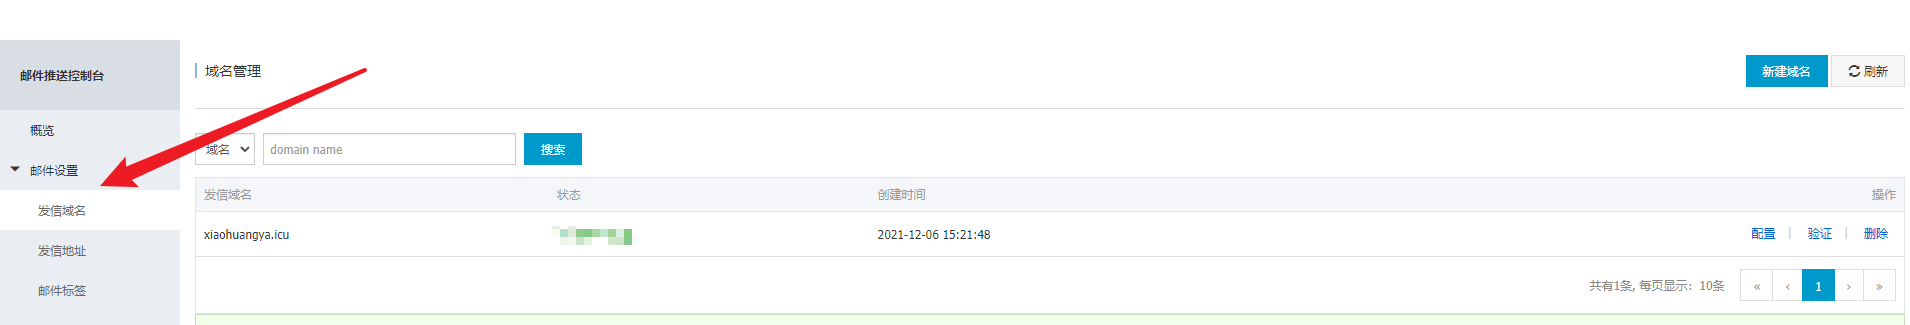 邮件推送控制台
概览
邮件设置
发信域名
发信地址
邮件标签
域名管理
新建域名 刷新
域名 domain name 搜索
发信域名 状态 创建时间 操作
xiaohuangya.icu 2021-12-06 15:21:48 配置 | 验证 | 删除
共有1条, 每页显示: 10条 « ‹ 1 › »